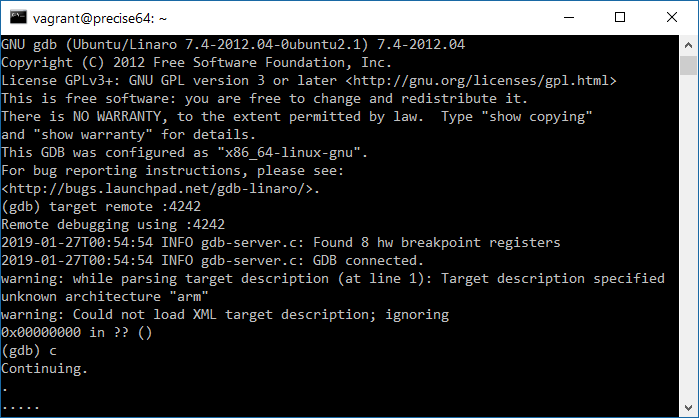 vagrant@precise64: ~
GNU gdb (Ubuntu/Linaro 7.4-2012.04-0ubuntu2.1) 7.4-2012.04
Copyright (C) 2012 Free Software Foundation, Inc.
License GPLv3+: GNU GPL version 3 or later <http://gnu.org/licenses/gpl.html>
This is free software: you are free to change and redistribute it.
There is NO WARRANTY, to the extent permitted by law.  Type "show copying"
and "show warranty" for details.
This GDB was configured as "x86_64-linux-gnu".
For bug reporting instructions, please see:
<http://bugs.launchpad.net/gdb-linaro/>.
(gdb) target remote :4242
Remote debugging using :4242
2019-01-27T00:54:54 INFO gdb-server.c: Found 8 hw breakpoint registers
2019-01-27T00:54:54 INFO gdb-server.c: GDB connected.
warning: while parsing target description (at line 1): Target description specified
unknown architecture "arm"
warning: Could not load XML target description; ignoring
0x00000000 in ?? ()
(gdb) c
Continuing.
.
.....